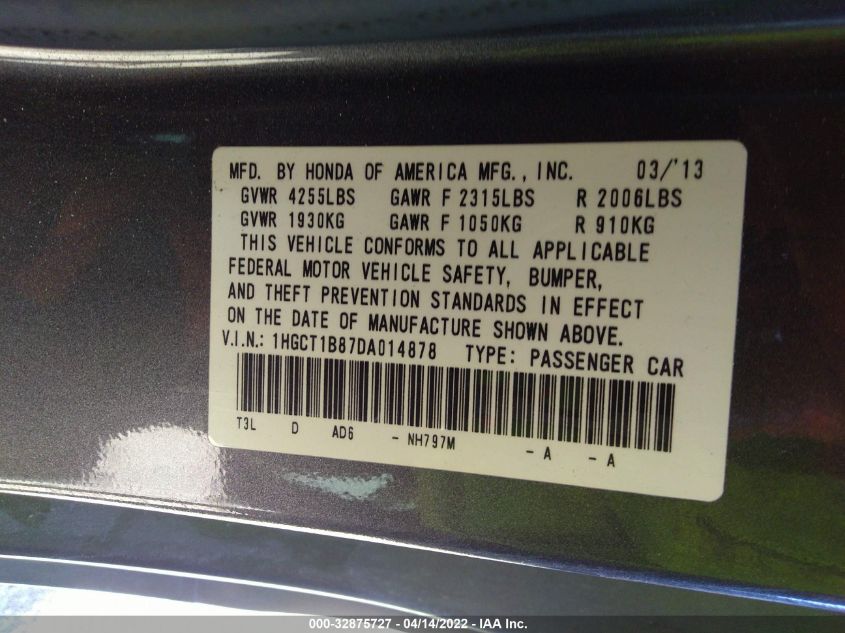 MFD. BY HONDA OF AMERICA MFG., INC. 03/'13
GVWR 4255LBS GAWR F 2315LBS R 2006LBS
GVWR 1930KG GAWR F 1050KG R 910KG
THIS VEHICLE CONFORMS TO ALL APPLICABLE
FEDERAL MOTOR VEHICLE SAFETY, BUMPER,
AND THEFT PREVENTION STANDARDS IN EFFECT
ON THE DATE OF MANUFACTURE SHOWN ABOVE.
V.I.N.: 1HGCT1B87DA014878 TYPE: PASSENGER CAR
T3L D AD6 - NH797M - A - A
000-32875727 - 04/14/2022 - IAA Inc.